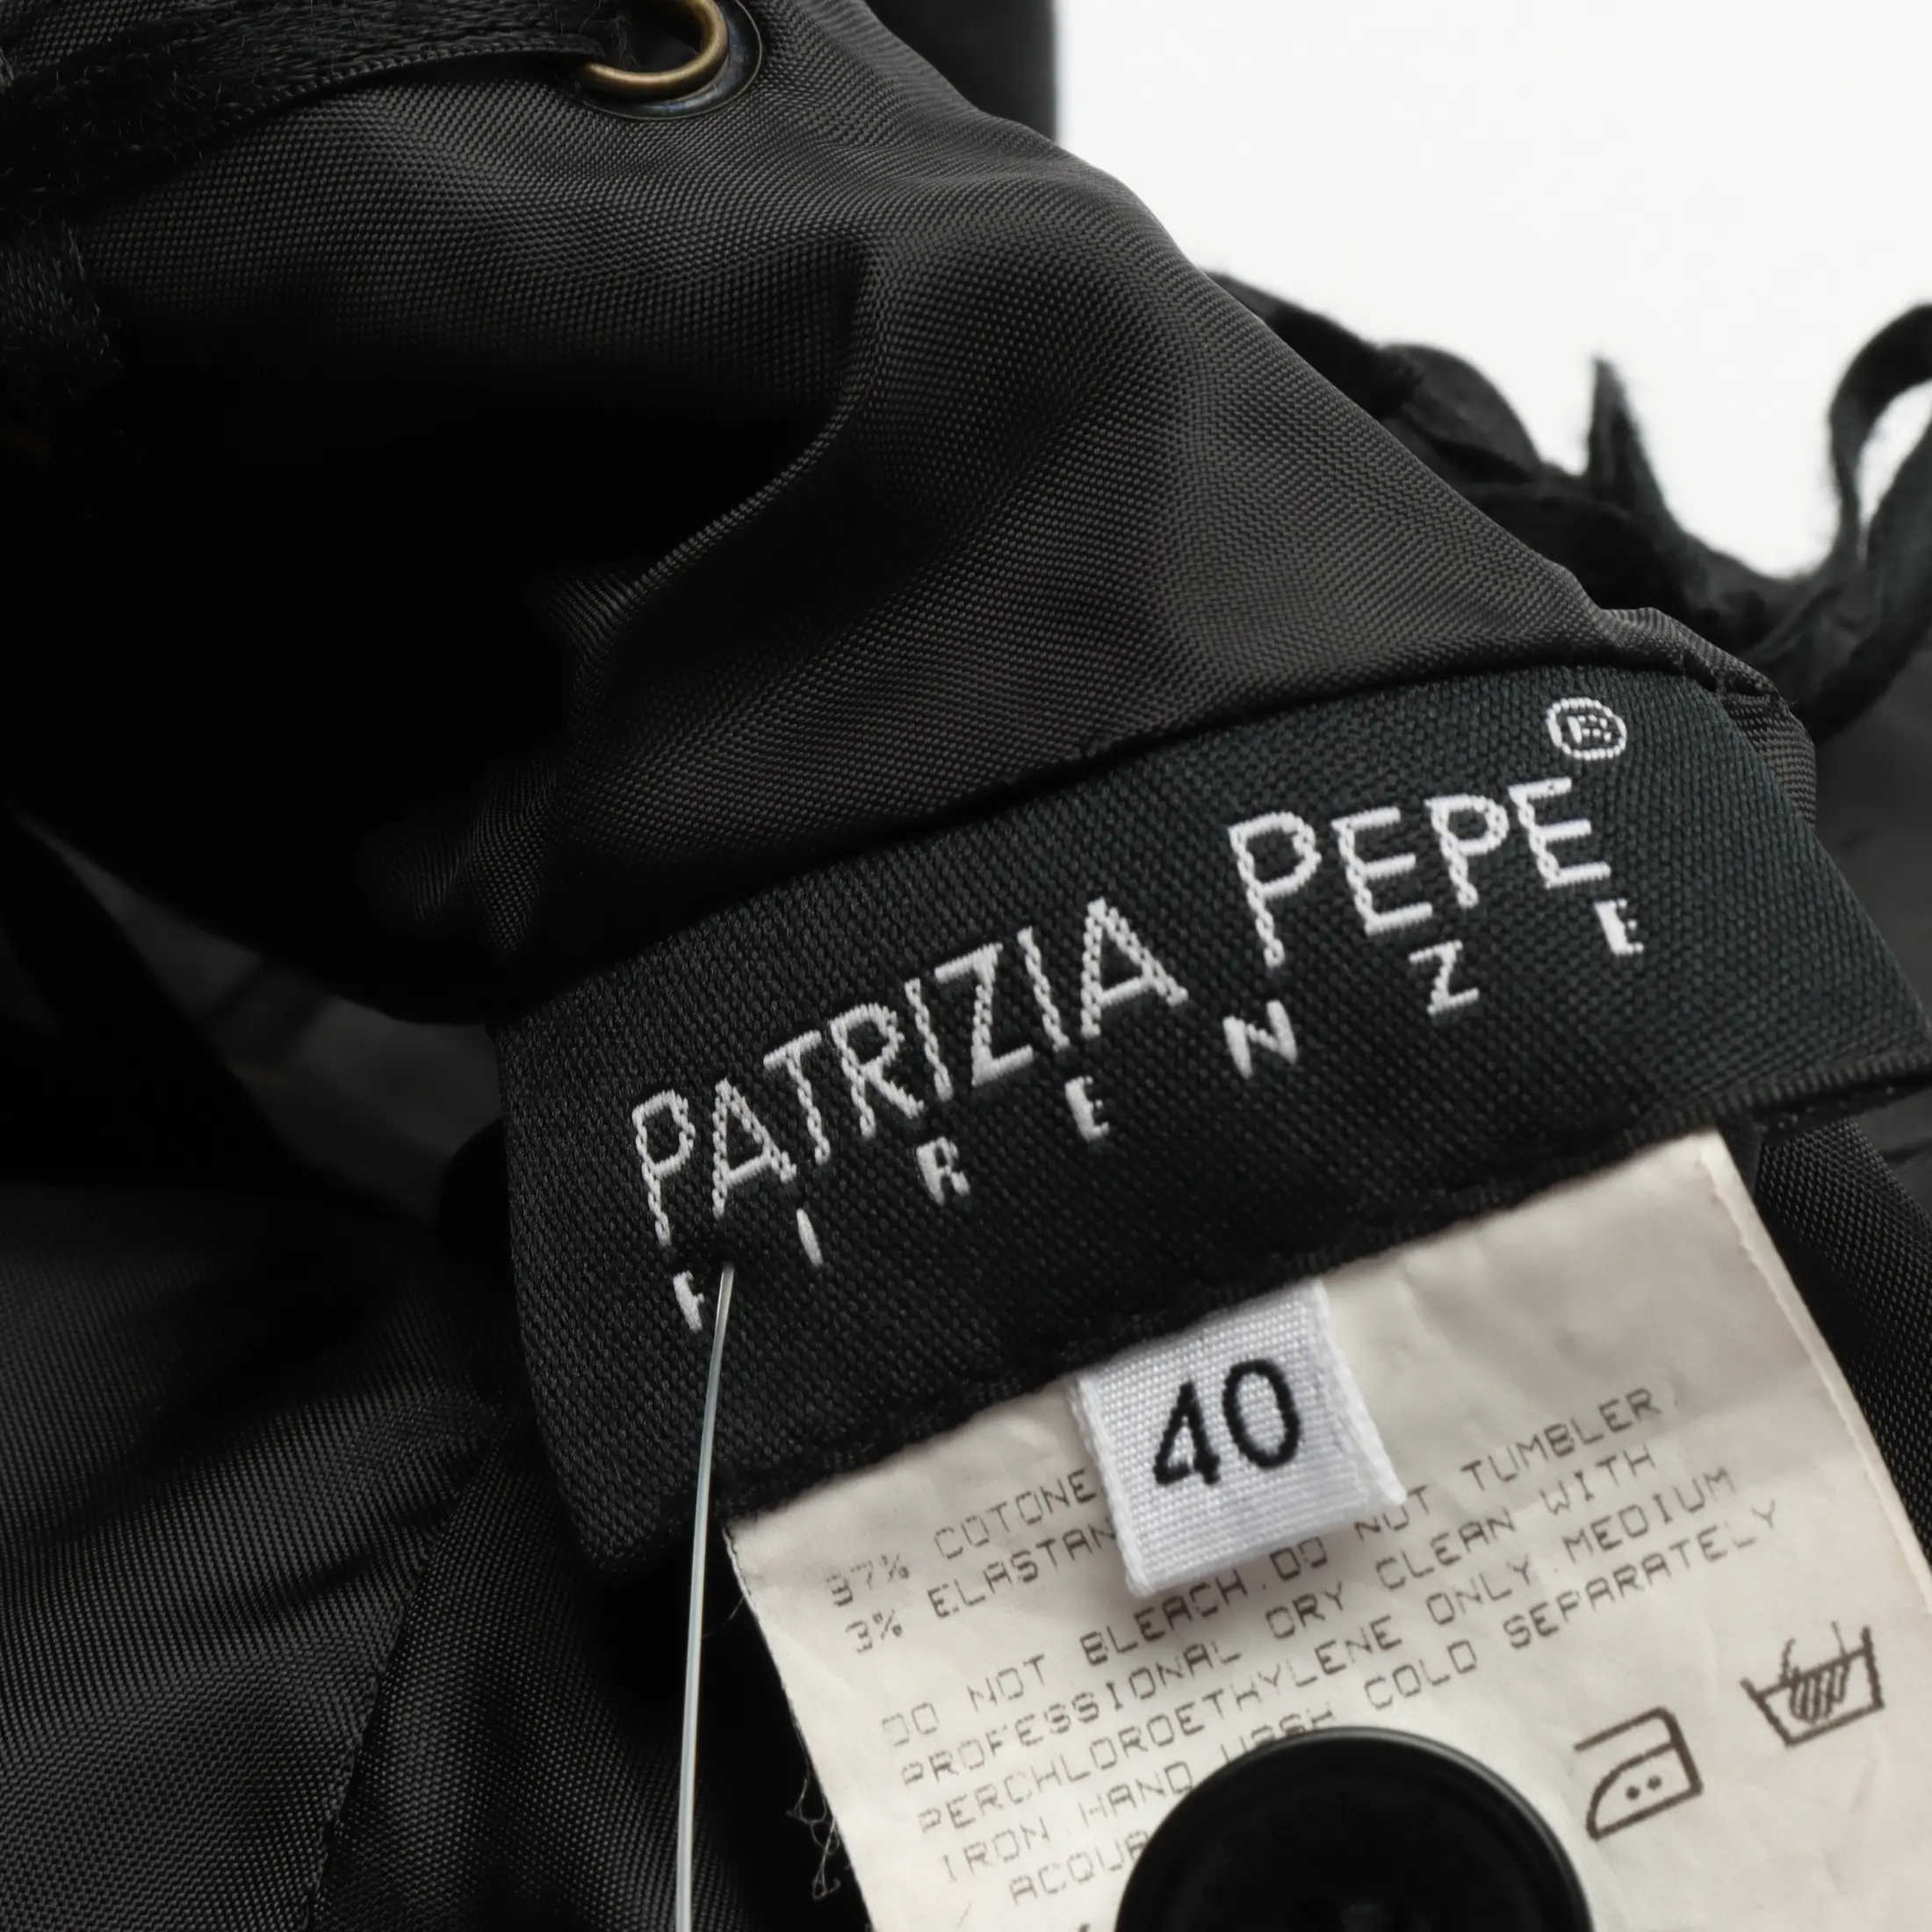 PATRIZIA PEPE®
FIRENZE
40
97% COTONE
3% ELASTAN
DO NOT BLEACH.DO NOT TUMBLER.
PROFESSIONAL DRY CLEAN WITH
PERCHLOROETHYLENE ONLY.MEDIUM
IRON.HAND WASH COLD SEPARATELY
/ ACQUA